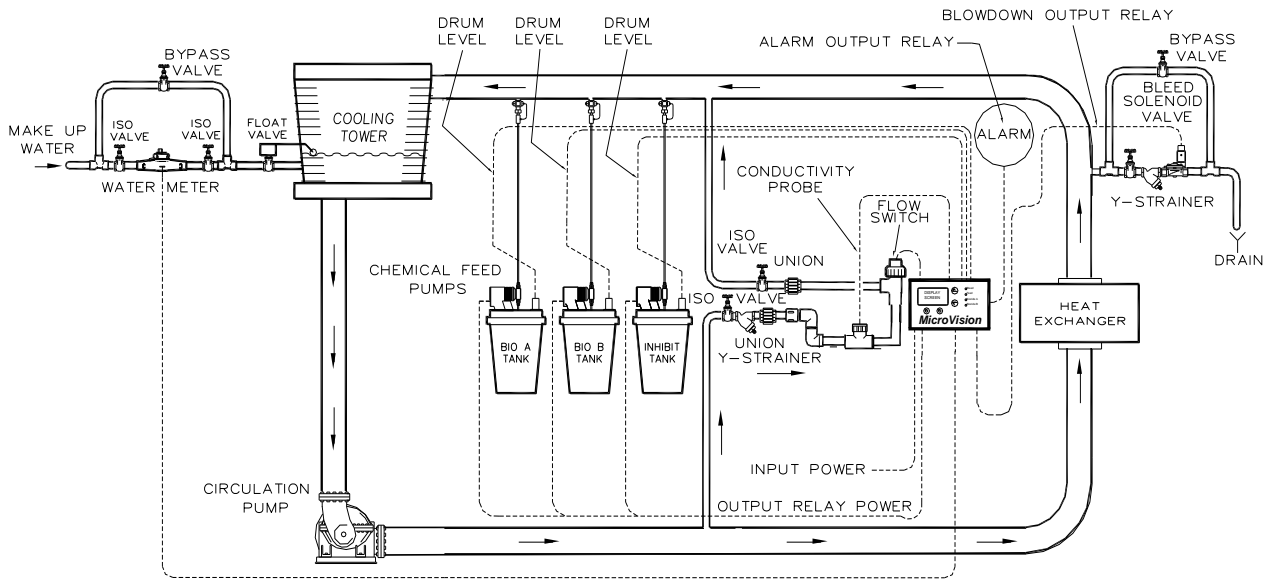 DRUM
LEVEL
DRUM
LEVEL
DRUM
LEVEL
BLOWDOWN OUTPUT RELAY
ALARM OUTPUT RELAY
BYPASS
VALVE
BYPASS
VALVE
BLEED
SOLENOID
VALVE
MAKE UP
WATER
ISO
VALVE
ISO
VALVE
FLOAT
VALVE
COOLING
TOWER
ALARM
WATER METER
CONDUCTIVITY
PROBE
FLOW
SWITCH
Y-STRAINER
DRAIN
ISO
VALVE
UNION
CHEMICAL FEED
PUMPS
ISO VALVE
DISPLAY
SCREEN
MicroVision
HEAT
EXCHANGER
BIO A
TANK
BIO B
TANK
INHIBIT
TANK
UNION
Y-STRAINER
INPUT POWER
CIRCULATION
PUMP
OUTPUT RELAY POWER